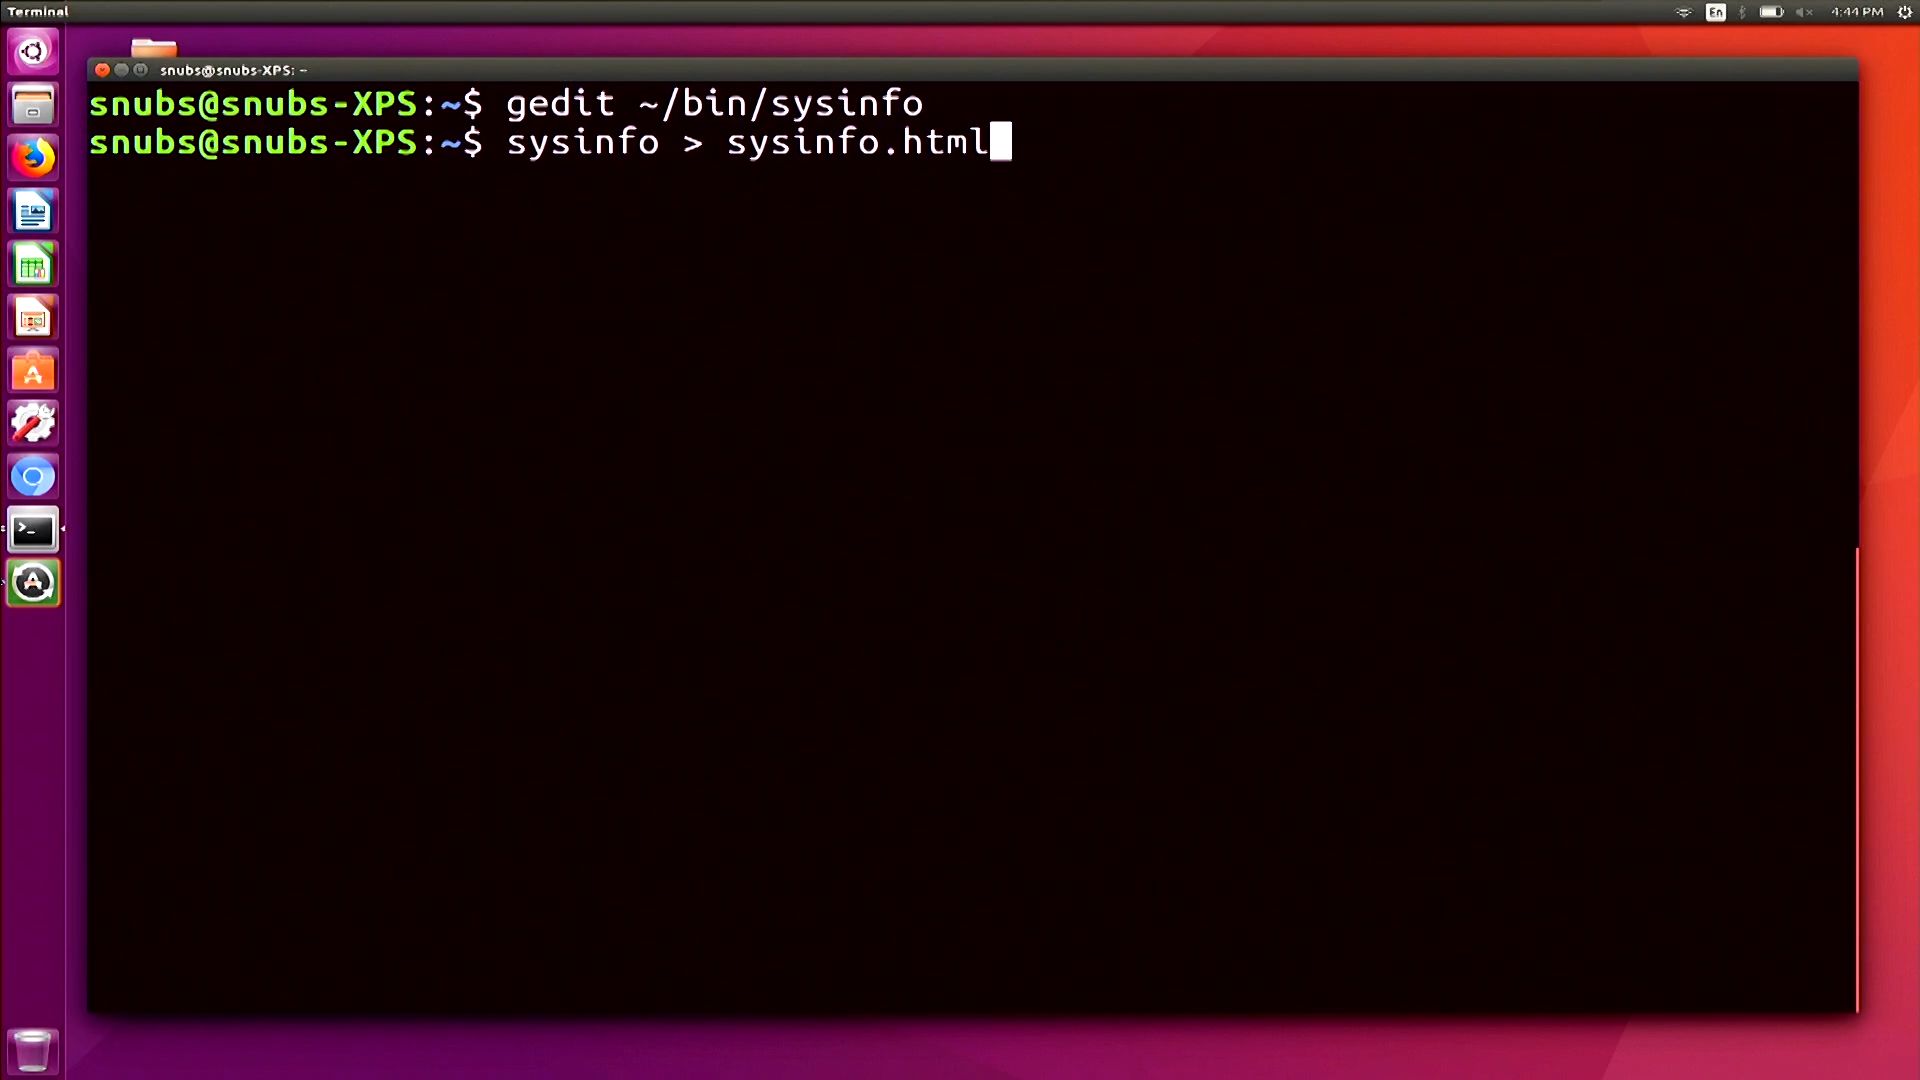 Terminal
En
4:44 PM
snubs@snubs-XPS: ~
snubs@snubs-XPS:~$ gedit ~/bin/sysinfo
snubs@snubs-XPS:~$ sysinfo > sysinfo.html